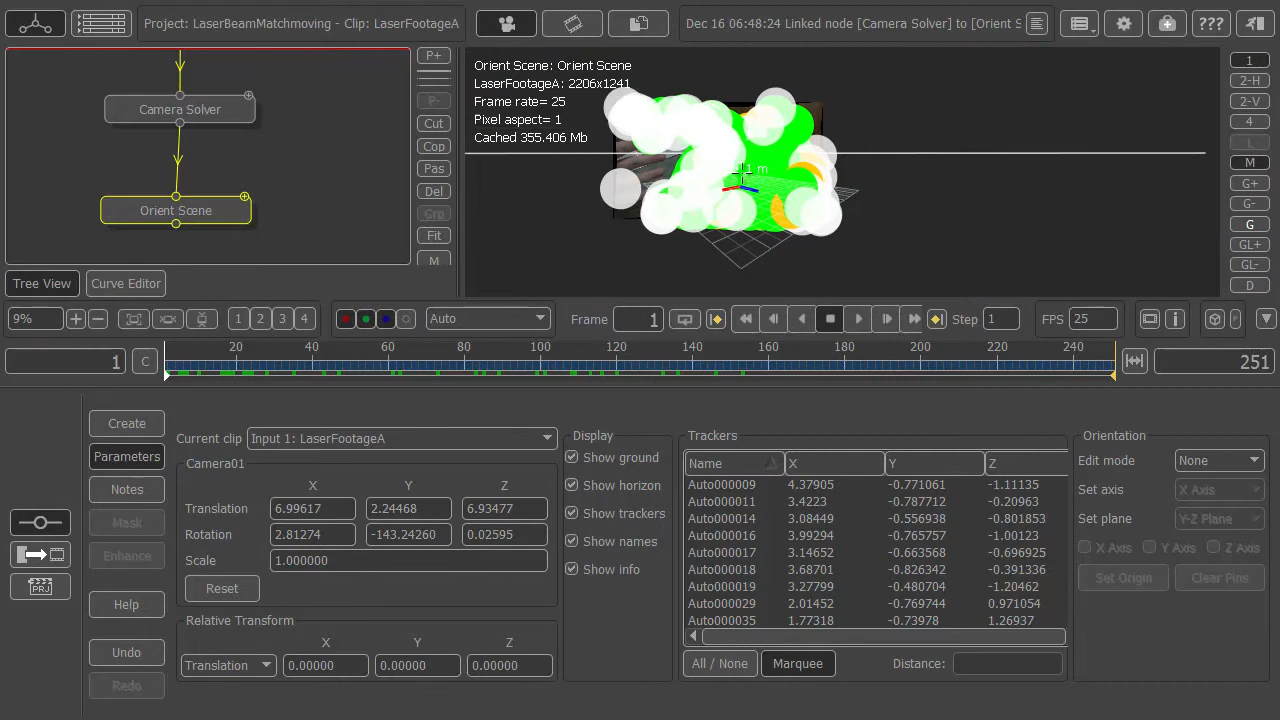 Project: LaserBeamMatchmoving - Clip: LaserFootageA
Dec 16 06:48:24 Linked node [Camera Solver] to [Orient S
???
Camera Solver
Orient Scene
P+
P-
Cut
Cop
Pas
Del
Grp
Fit
M
Orient Scene: Orient Scene
LaserFootageA: 2206x1241
Frame rate= 25
Pixel aspect= 1
Cached 355.406 Mb
1 m
1
2-H
2-V
4
L
M
G+
G-
G
GL+
GL-
D
Tree View
Curve Editor
9%
1
2
3
4
Auto
Frame
1
Step
1
FPS
25
P
1
C
20
40
60
80
100
120
140
160
180
200
220
240
251
Create
Parameters
Notes
Mask
Enhance
Help
Undo
Redo
PRJ
Current clip
Input 1: LaserFootageA
Camera01
X Y Z
Translation 6.99617 2.24468 6.93477
Rotation 2.81274 -143.24260 0.02595
Scale 1.000000
Reset
Relative Transform
X Y Z
Translation 0.00000 0.00000 0.00000
Display
Show ground
Show horizon
Show trackers
Show names
Show info
Trackers
Name X Y Z
Auto000009 4.37905 -0.771061 -1.11135
Auto000011 3.4223 -0.787712 -0.20963
Auto000014 3.08449 -0.556938 -0.801853
Auto000016 3.99294 -0.765757 -1.00123
Auto000017 3.14652 -0.663568 -0.696925
Auto000018 3.68701 -0.826342 -0.391336
Auto000019 3.27799 -0.480704 -1.20462
Auto000029 2.01452 -0.769744 0.971054
Auto000035 1.77318 -0.73978 1.26937
All / None
Marquee
Distance:
Orientation
Edit mode None
Set axis X Axis
Set plane Y-Z Plane
X Axis Y Axis Z Axis
Set Origin
Clear Pins